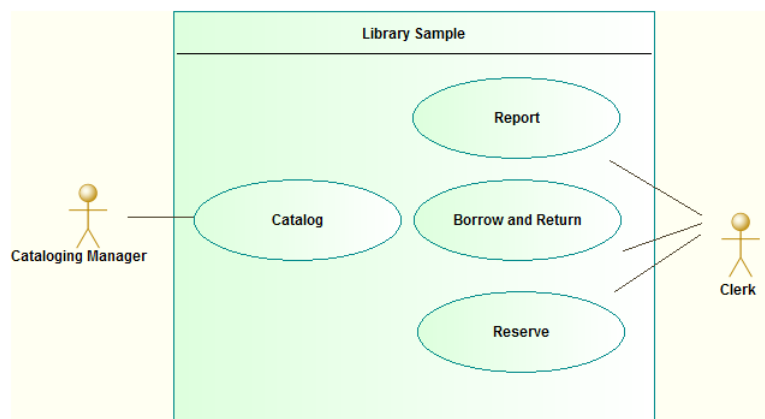 Library Sample
Report
Catalog
Borrow and Return
Cataloging Manager
Clerk
Reserve